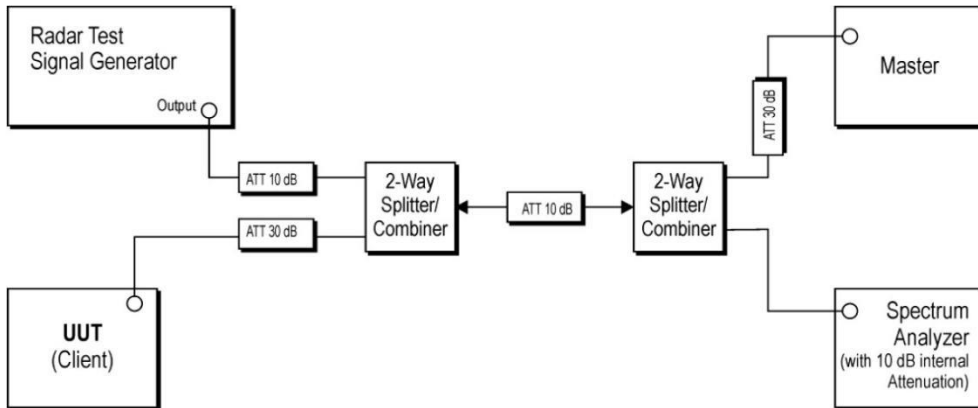 Radar Test
Signal Generator
Output
ATT 10 dB
ATT 30 dB
UUT
(Client)
2-Way
Splitter/
Combiner
ATT 10 dB
2-Way
Splitter/
Combiner
ATT 30 dB
Master
Spectrum
Analyzer
(with 10 dB internal
Attenuation)